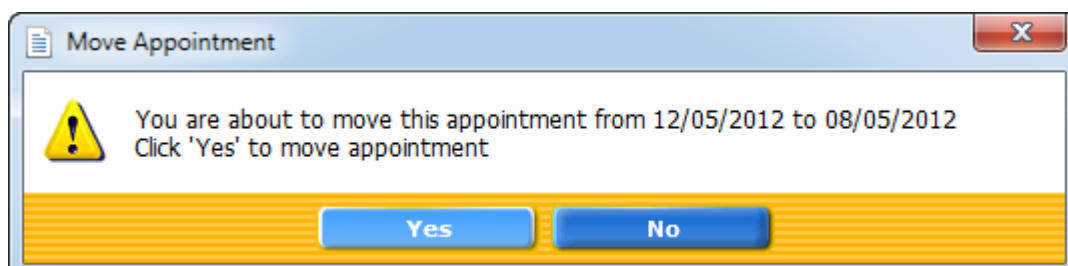 Move Appointment
You are about to move this appointment from 12/05/2012 to 08/05/2012
Click 'Yes' to move appointment
Yes
No